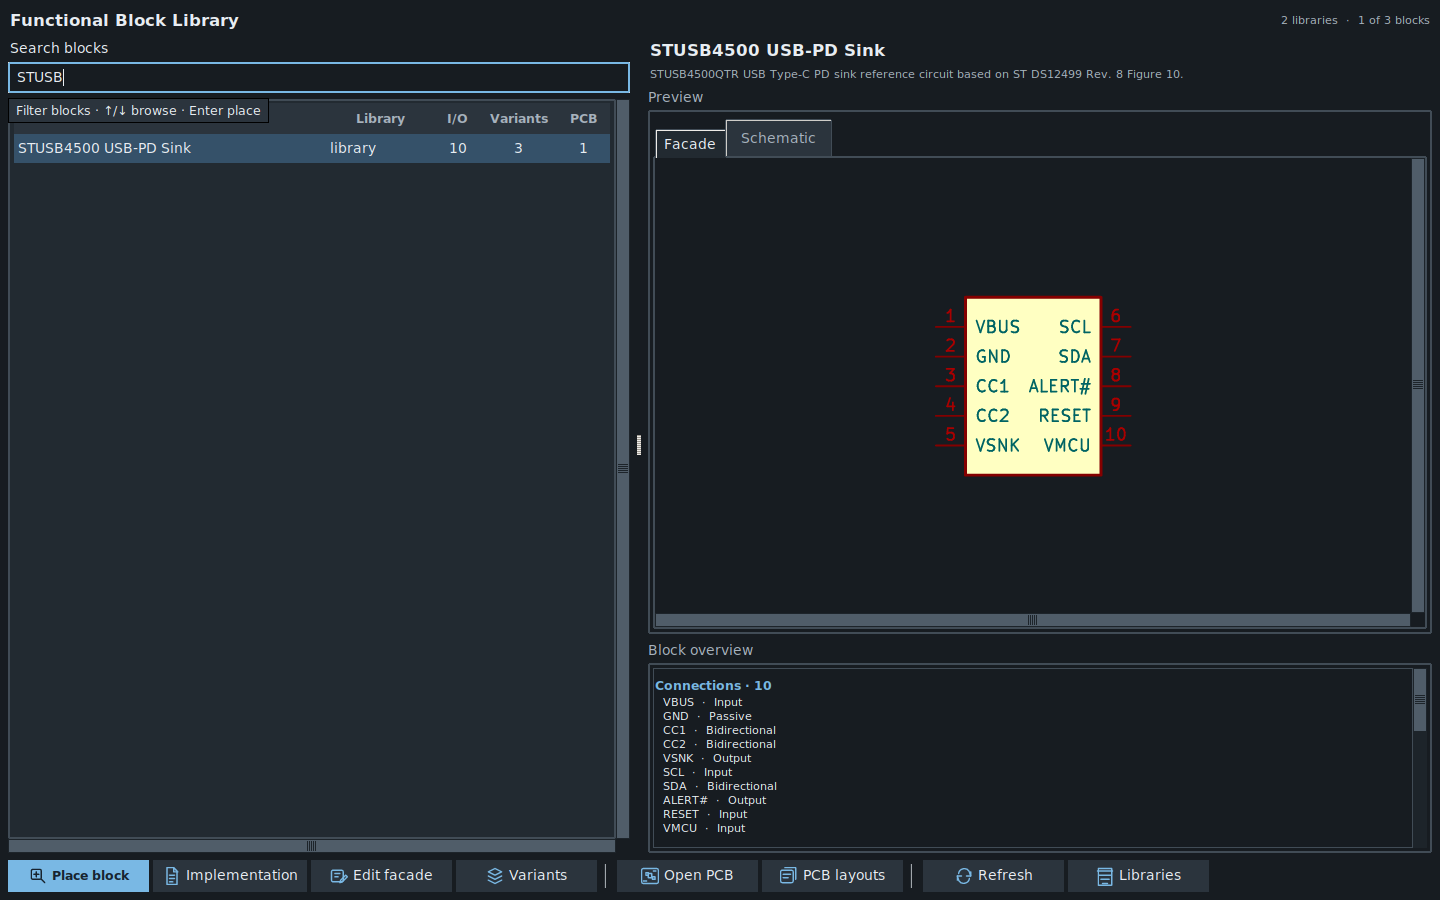 Functional Block Library
2 libraries · 1 of 3 blocks
Search blocks
STUSB
Filter blocks · ↑/↓ browse · Enter place
Library I/O Variants PCB
STUSB4500 USB-PD Sink library 10 3 1
STUSB4500 USB-PD Sink
STUSB4500QTR USB Type-C PD sink reference circuit based on ST DS12499 Rev. 8 Figure 10.
Preview
Facade Schematic
1 VBUS SCL 6
2 GND SDA 7
3 CC1 ALERT# 8
4 CC2 RESET 9
5 VSNK VMCU 10
Block overview
Connections · 10
VBUS · Input
GND · Passive
CC1 · Bidirectional
CC2 · Bidirectional
VSNK · Output
SCL · Input
SDA · Bidirectional
ALERT# · Output
RESET · Input
VMCU · Input
Place block Implementation Edit facade Variants Open PCB PCB layouts Refresh Libraries